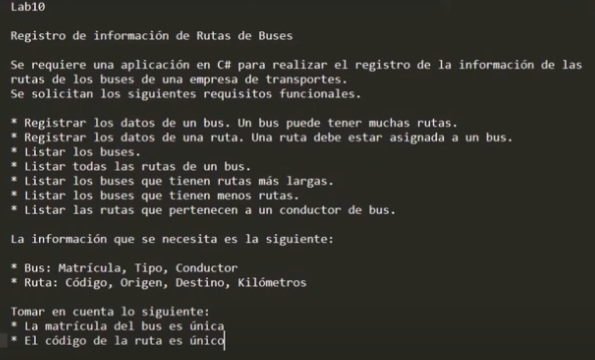 Lab10
Registro de información de Rutas de Buses
Se requiere una aplicación en C# para realizar el registro de la información de las
rutas de los buses de una empresa de transportes.
Se solicitan los siguientes requisitos funcionales.
* Registrar los datos de un bus. Un bus puede tener muchas rutas.
* Registrar los datos de una ruta. Una ruta debe estar asignada a un bus.
* Listar los buses.
* Listar todas las rutas de un bus.
* Listar los buses que tienen rutas más largas.
* Listar los buses que tienen menos rutas.
* Listar las rutas que pertenecen a un conductor de bus.
La información que se necesita es la siguiente:
* Bus: Matrícula, Tipo, Conductor
* Ruta: Código, Origen, Destino, Kilómetros
Tomar en cuenta lo siguiente:
* La matrícula del bus es única
* El código de la ruta es único